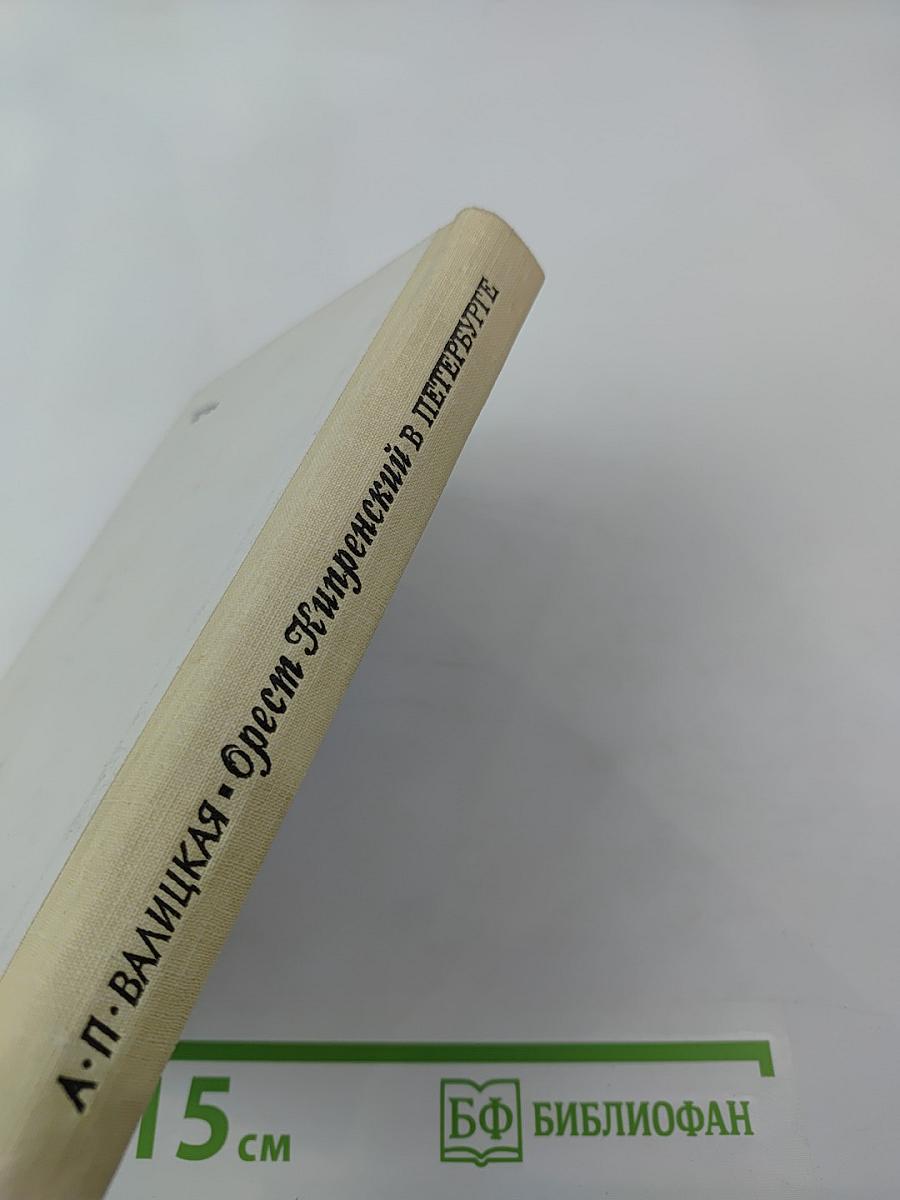 А·П·ВАЛИЦКАЯ▪Орест Кипренский В ПЕТЕРБУРГЕ
15 см
БФ БИБЛИОФАН